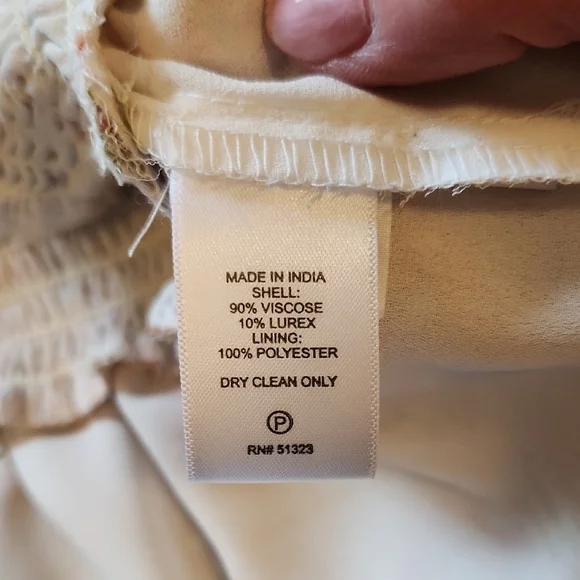 MADE IN INDIA
SHELL:
90% VISCOSE
10% LUREX
LINING:
100% POLYESTER
DRY CLEAN ONLY
P
RN# 51323